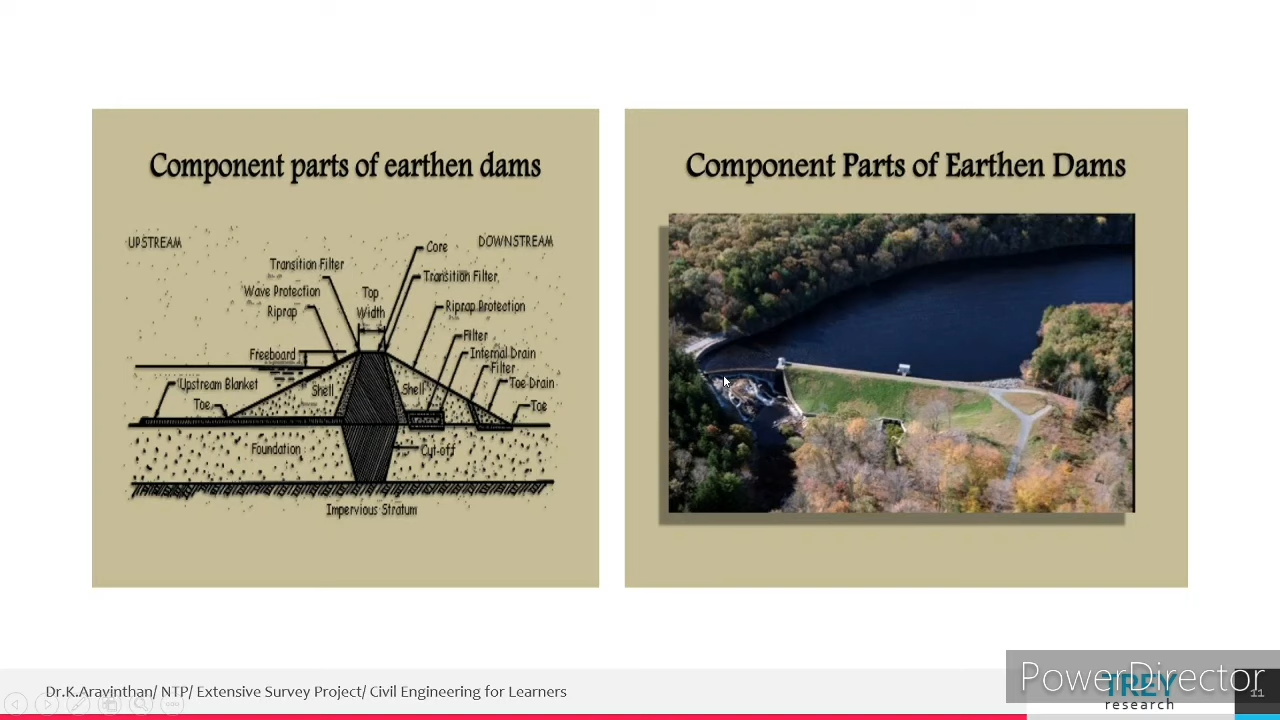 Component parts of earthen dams
UPSTREAM
DOWNSTREAM
Core
Transition Filter
Transition Filter
Wave Protection
Top
Width
Riprap
Riprap Protection
Filter
Freeboard
Internal Drain
Filter
Upstream Blanket
Shell
Shell
Toe Drain
Toe
Toe
Foundation
Cut-off
Impervious Stratum
Component Parts of Earthen Dams
Dr.K.Aravinthan/ NTP/ Extensive Survey Project/ Civil Engineering for Learners
PowerDirector
TREY
research
11